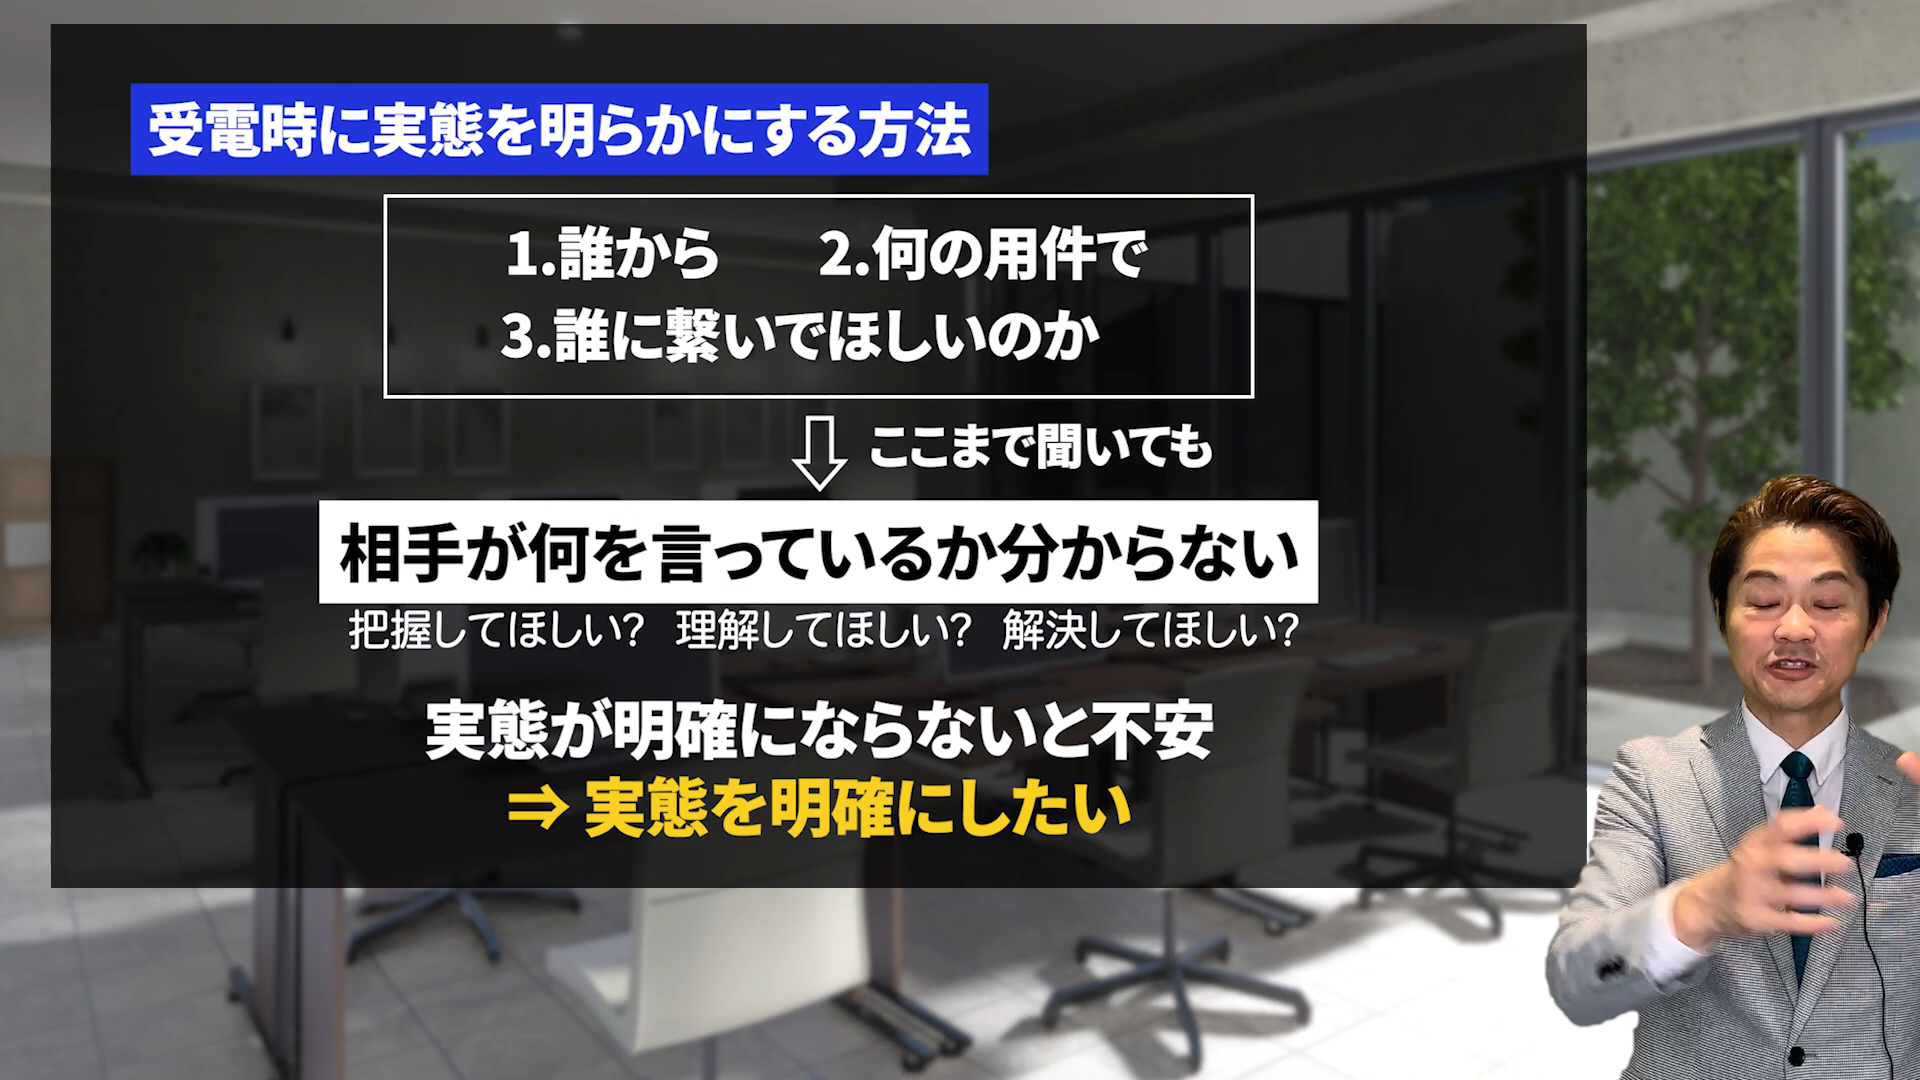 受電時に実態を明らかにする方法
1.誰から 2.何の用件で
3.誰に繋いでほしいのか
ここまで聞いても
相手が何を言っているか分からない
把握してほしい? 理解してほしい? 解決してほしい?
実態が明確にならないと不安
⇒ 実態を明確にしたい